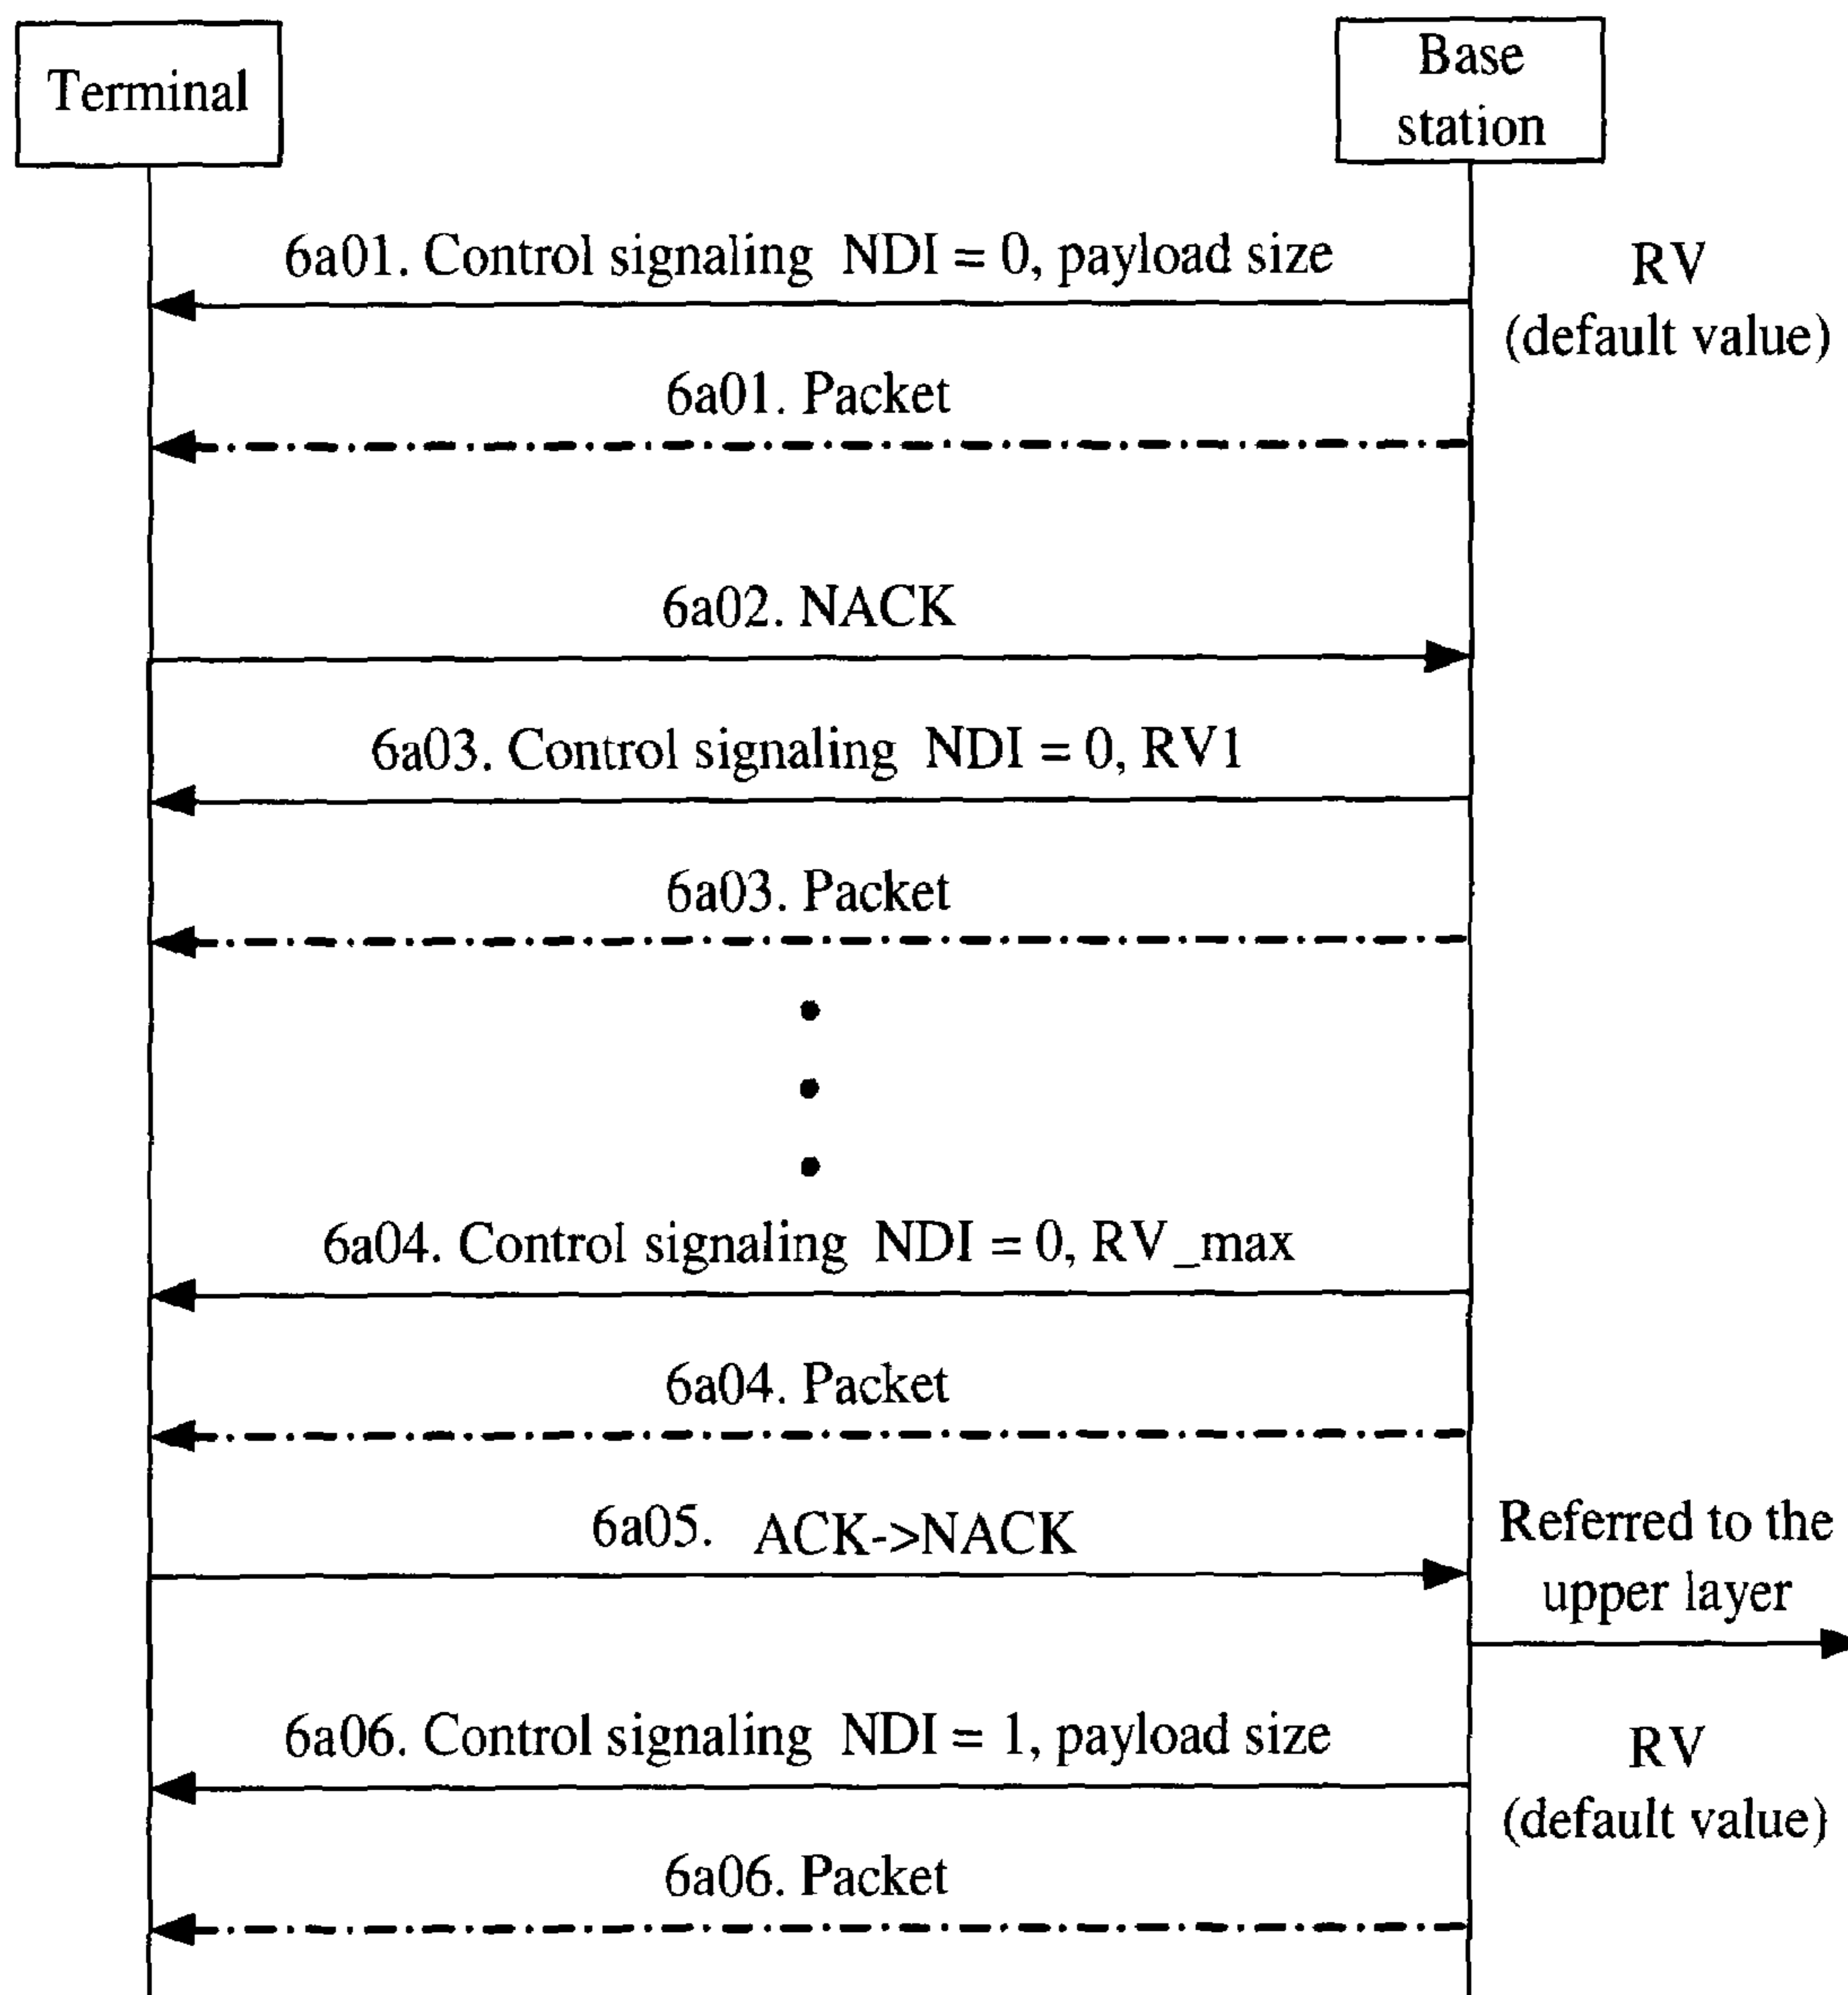 Terminal
Base
station
6a01. Control signaling NDI = 0, payload size
RV
(default value)
6a01. Packet
6a02. NACK
6a03. Control signaling NDI = 0, RV1
6a03. Packet
6a04. Control signaling NDI = 0, RV_max
6a04. Packet
6a05. ACK->NACK
Referred to the
upper layer
6a06. Control signaling NDI = 1, payload size
RV
(default value)
6a06. Packet